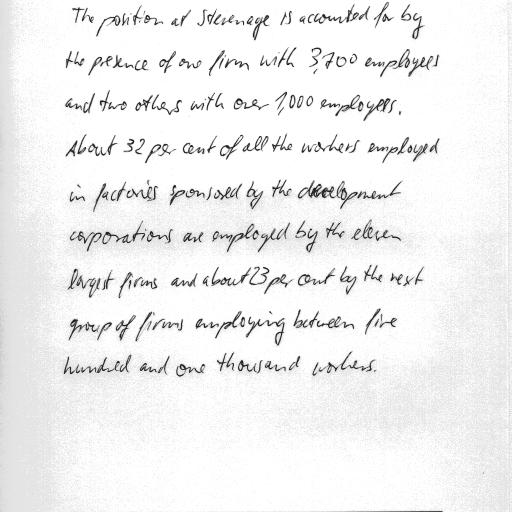 The position at Stevenage is accounted for by
the presence of one firm with 3,700 employees
and two others with over 1,000 employees.
About 32 per cent of all the workers employed
in factories sponsored by the development
corporations are employed by the eleven
largest firms and about 23 per cent by the next
group of firms employing between five
hundred and one thousand workers.